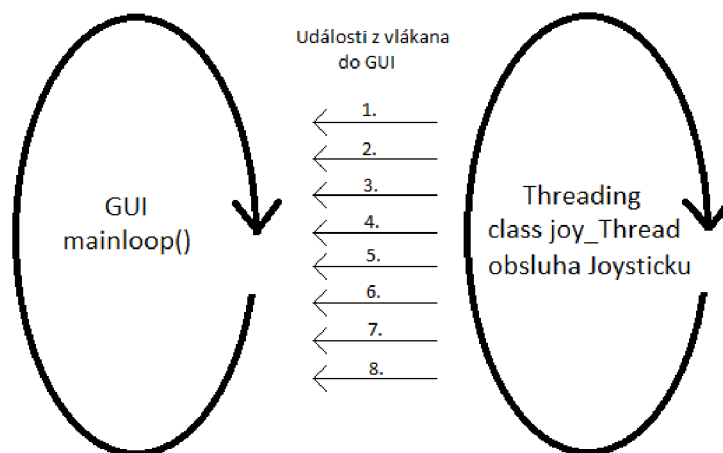 Události z vlákana
do GUI
1.
2.
3.
4.
5.
6.
7.
8.
GUI
mainloop()
Threading
class joy_Thread
obsluha Joysticku